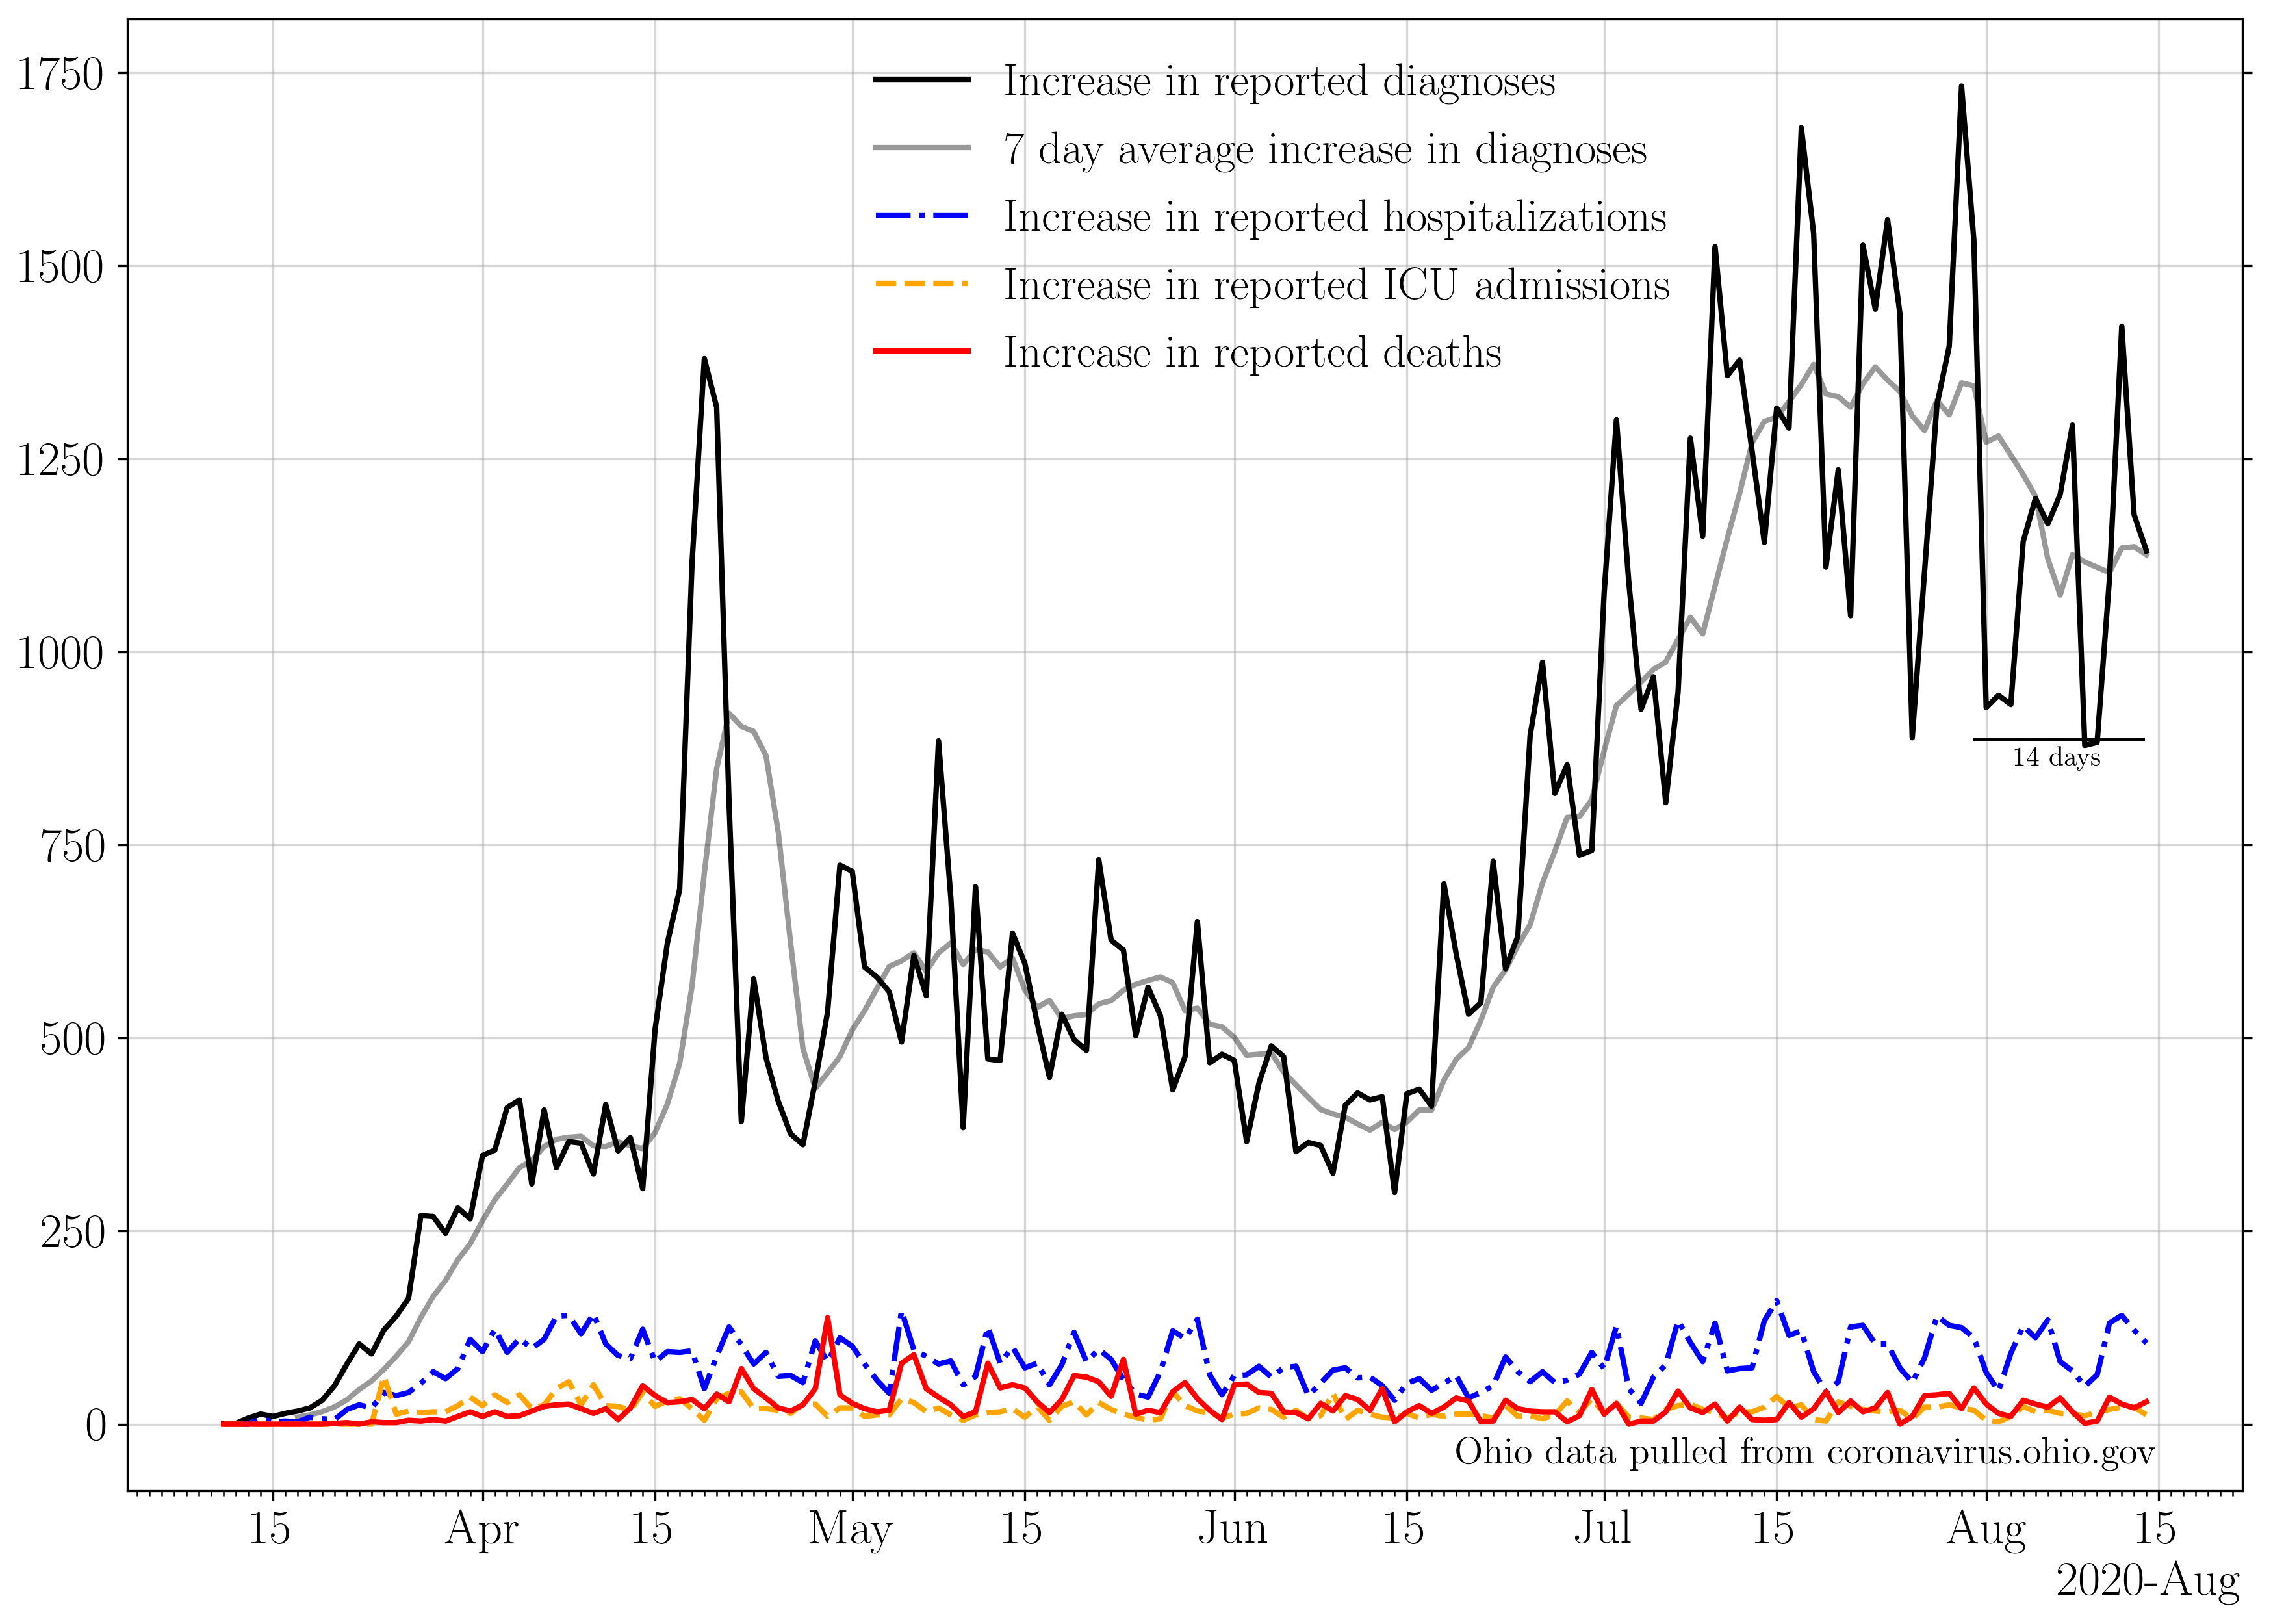 1750
1500
1250
1000
750
500
250
0
Increase in reported diagnoses
7 day average increase in diagnoses
Increase in reported hospitalizations
Increase in reported ICU admissions
Increase in reported deaths
14 days
Ohio data pulled from coronavirus.ohio.gov
15 Apr 15 May 15 Jun 15 Jul 15 Aug 15
2020-Aug